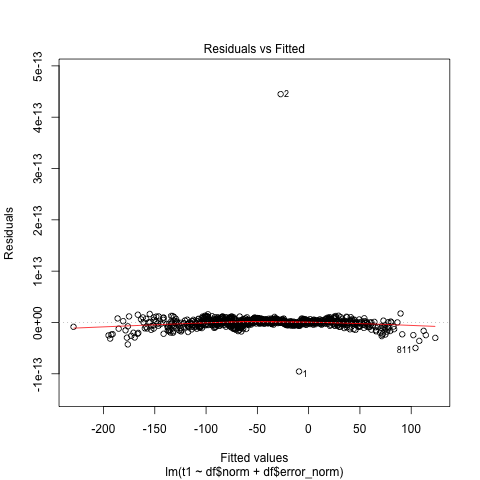 Residuals vs Fitted
5e-13
4e-13
3e-13
2e-13
1e-13
0e+00
-1e-13
Residuals
2
811
1
-200
-150
-100
-50
0
50
100
Fitted values
lm(t1 ~ df$norm + df$error_norm)